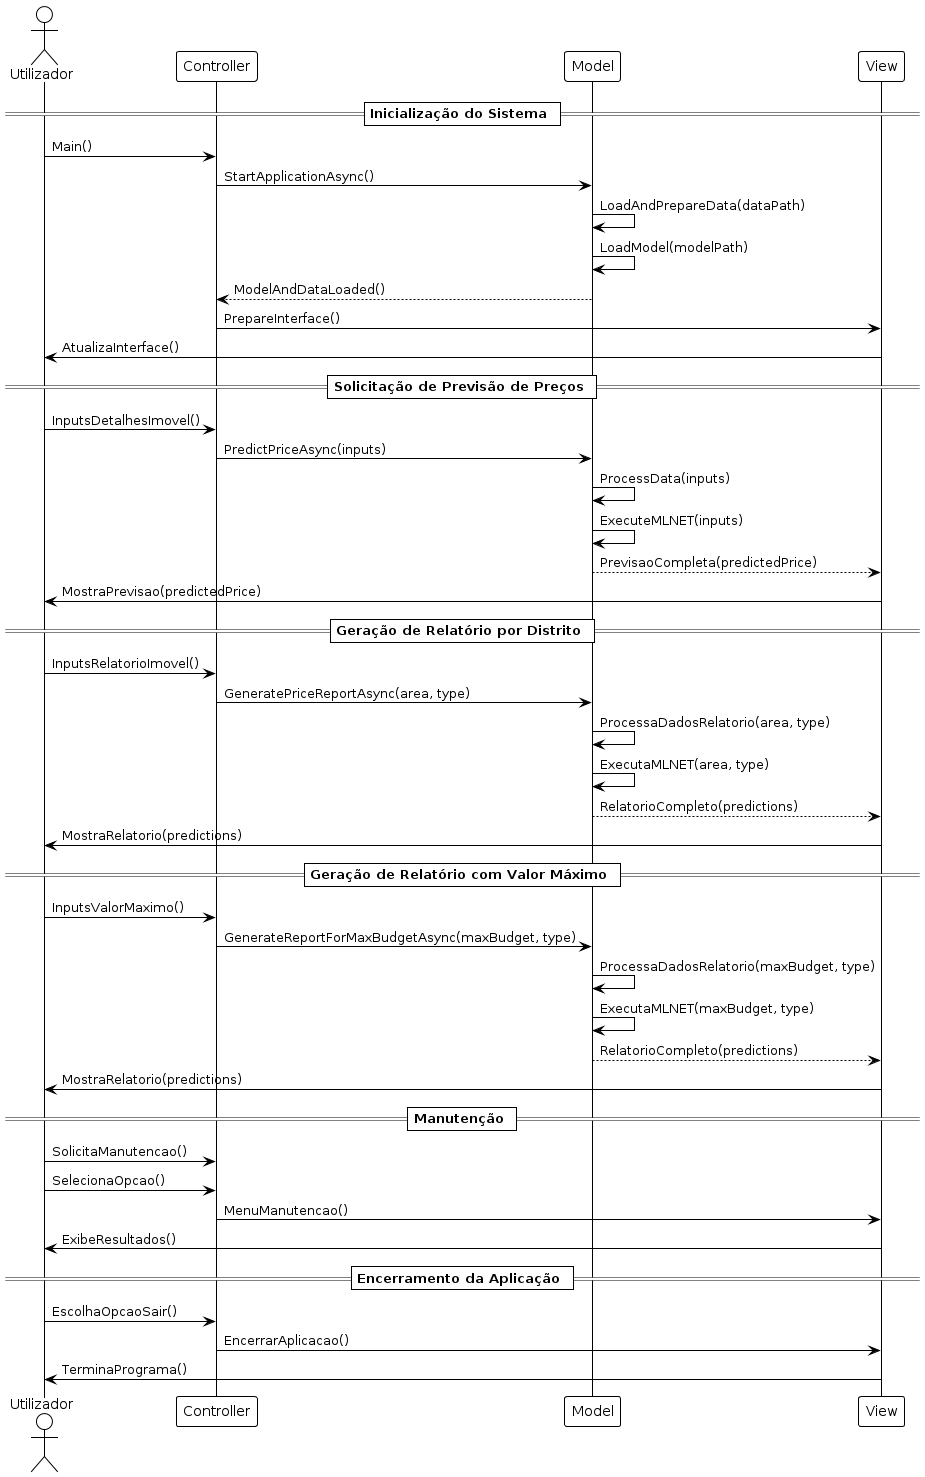 Utilizador
Controller
Model
View
Inicialização do Sistema
Main()
StartApplicationAsync()
LoadAndPrepareData(dataPath)
LoadModel(modelPath)
ModelAndDataLoaded()
PrepareInterface()
AtualizaInterface()
Solicitação de Previsão de Preços
InputsDetalhesImovel()
PredictPriceAsync(inputs)
ProcessData(inputs)
ExecuteMLNET(inputs)
PrevisaoCompleta(predictedPrice)
MostraPrevisao(predictedPrice)
Geração de Relatório por Distrito
InputsRelatorioImovel()
GeneratePriceReportAsync(area, type)
ProcessaDadosRelatorio(area, type)
ExecutaMLNET(area, type)
RelatorioCompleto(predictions)
MostraRelatorio(predictions)
Geração de Relatório com Valor Máximo
InputsValorMaximo()
GenerateReportForMaxBudgetAsync(maxBudget, type)
ProcessaDadosRelatorio(maxBudget, type)
ExecutaMLNET(maxBudget, type)
RelatorioCompleto(predictions)
MostraRelatorio(predictions)
Manutenção
SolicitaManutencao()
SelecionaOpcao()
MenuManutencao()
ExibeResultados()
Encerramento da Aplicação
EscolhaOpcaoSair()
EncerrarAplicacao()
TerminaPrograma()
Utilizador
Controller
Model
View